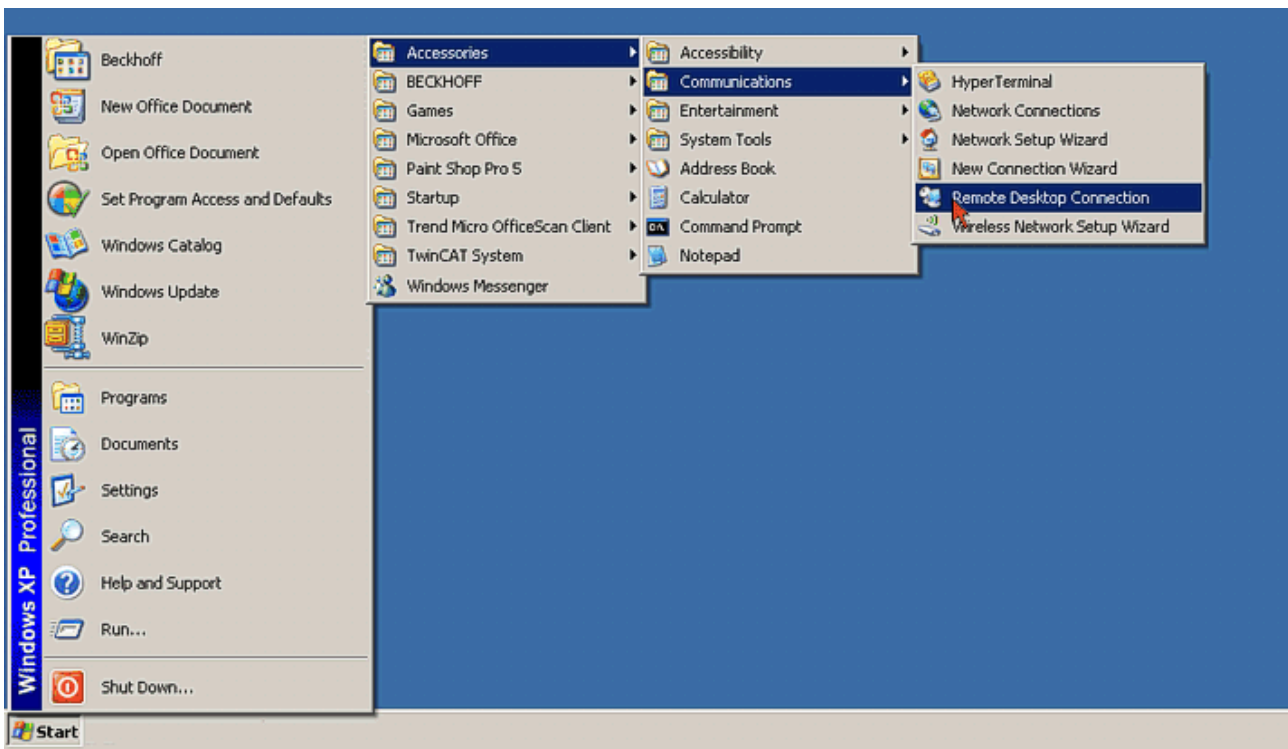 Beckhoff
New Office Document
Open Office Document
Set Program Access and Defaults
Windows Catalog
Windows Update
WinZip
Programs
Documents
Settings
Search
Help and Support
Run...
Shut Down...
Windows XP Professional
Start
Accessories
BECKHOFF
Games
Microsoft Office
Paint Shop Pro 5
Startup
Trend Micro OfficeScan Client
TwinCAT System
Windows Messenger
Accessibility
Communications
Entertainment
System Tools
Address Book
Calculator
Command Prompt
Notepad
HyperTerminal
Network Connections
Network Setup Wizard
New Connection Wizard
Remote Desktop Connection
Wireless Network Setup Wizard